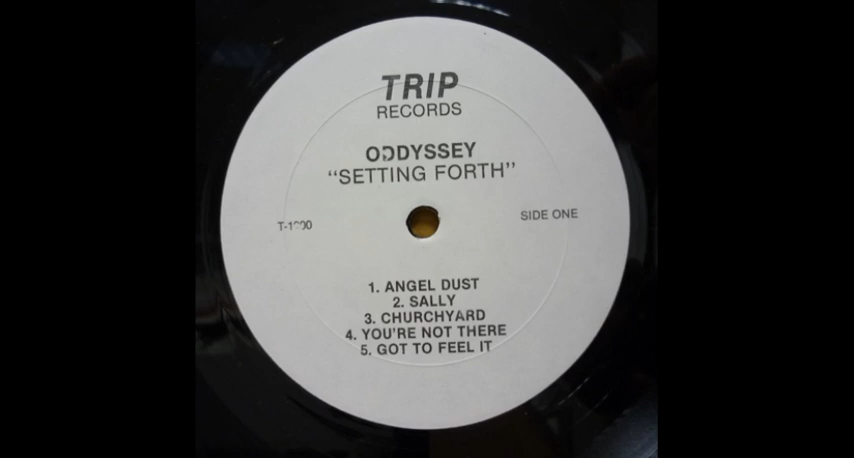 TRIP
RECORDS
ODDYSSEY
"SETTING FORTH"
SIDE ONE
1. ANGEL DUST
2. SALLY
3. CHURCHYARD
4. YOU'RE NOT THERE
5. GOT TO FEEL IT